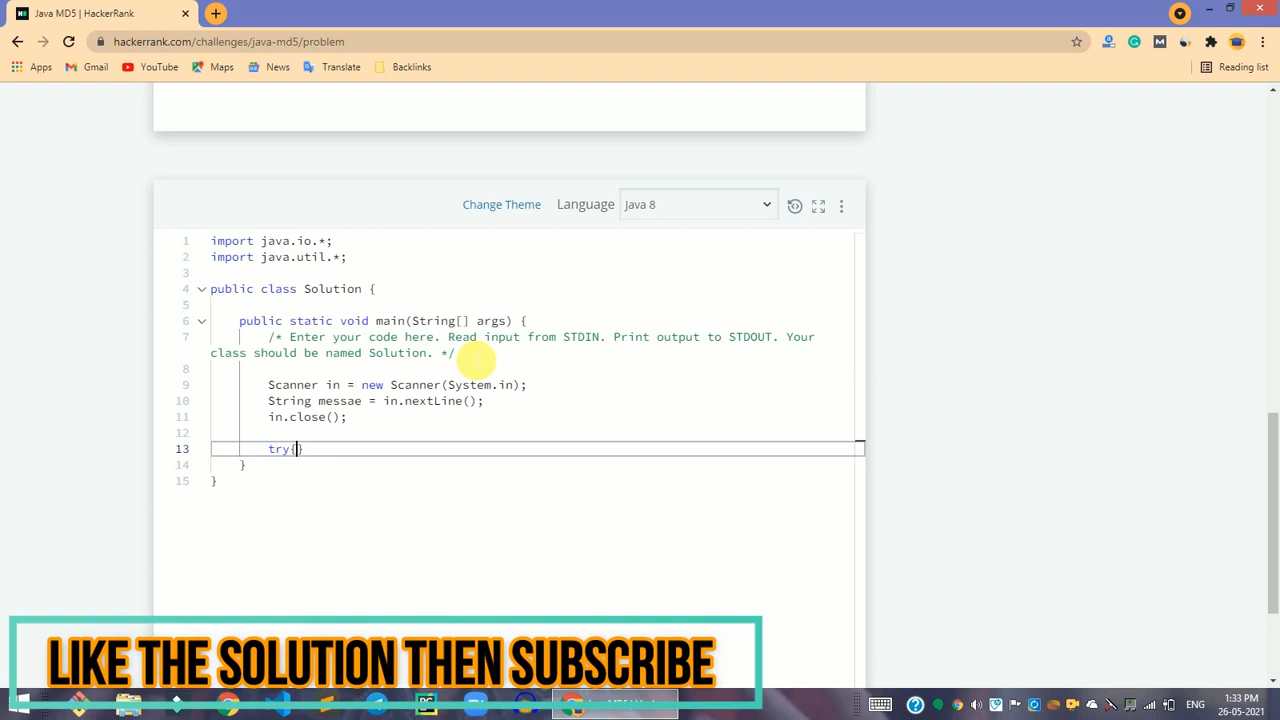 Java MD5 | HackerRank
hackerrank.com/challenges/java-md5/problem
Apps Gmail YouTube Maps News Translate Backlinks Reading list
Change Theme Language Java 8
1 import java.io.*;
2 import java.util.*;
3
4 public class Solution {
5
6 public static void main(String[] args) {
7 /* Enter your code here. Read input from STDIN. Print output to STDOUT. Your
class should be named Solution. */
8
9 Scanner in = new Scanner(System.in);
10 String messae = in.nextLine();
11 in.close();
12
13 try{}
14 }
15 }
LIKE THE SOLUTION THEN SUBSCRIBE
ENG 1:33 PM
26-05-2021